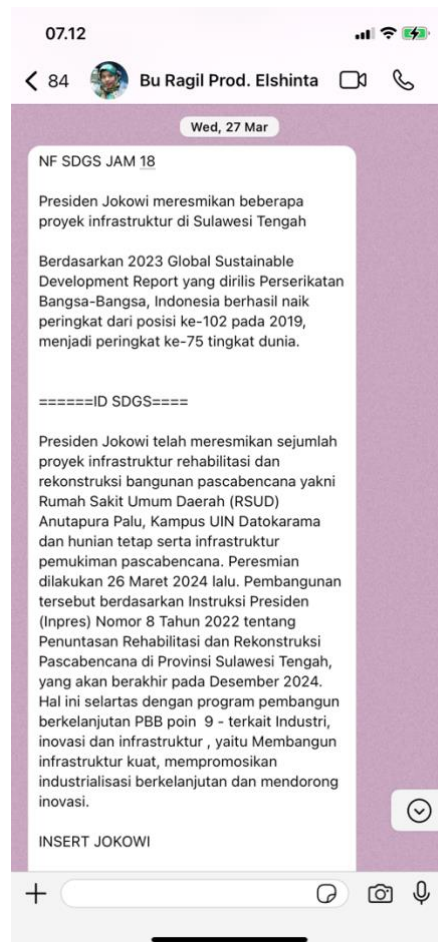 07.12
84 Bu Ragil Prod. Elshinta
Wed, 27 Mar
NF SDGS JAM 18
Presiden Jokowi meresmikan beberapa
proyek infrastruktur di Sulawesi Tengah
Berdasarkan 2023 Global Sustainable
Development Report yang dirilis Perserikatan
Bangsa-Bangsa, Indonesia berhasil naik
peringkat dari posisi ke-102 pada 2019,
menjadi peringkat ke-75 tingkat dunia.
======ID SDGS====
Presiden Jokowi telah meresmikan sejumlah
proyek infrastruktur rehabilitasi dan
rekonstruksi bangunan pascabencana yakni
Rumah Sakit Umum Daerah (RSUD)
Anutapura Palu, Kampus UIN Datokarama
dan hunian tetap serta infrastruktur
pemukiman pascabencana. Peresmian
dilakukan 26 Maret 2024 lalu. Pembangunan
tersebut berdasarkan Instruksi Presiden
(Inpres) Nomor 8 Tahun 2022 tentang
Penuntasan Rehabilitasi dan Rekonstruksi
Pascabencana di Provinsi Sulawesi Tengah,
yang akan berakhir pada Desember 2024.
Hal ini selartas dengan program pembangun
berkelanjutan PBB poin  9 - terkait Industri,
inovasi dan infrastruktur , yaitu Membangun
infrastruktur kuat, mempromosikan
industrialisasi berkelanjutan dan mendorong
inovasi.
INSERT JOKOWI